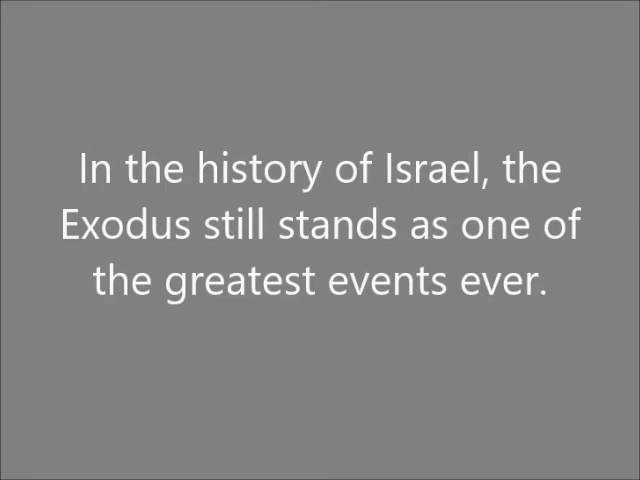 In the history of Israel, the
Exodus still stands as one of
the greatest events ever.